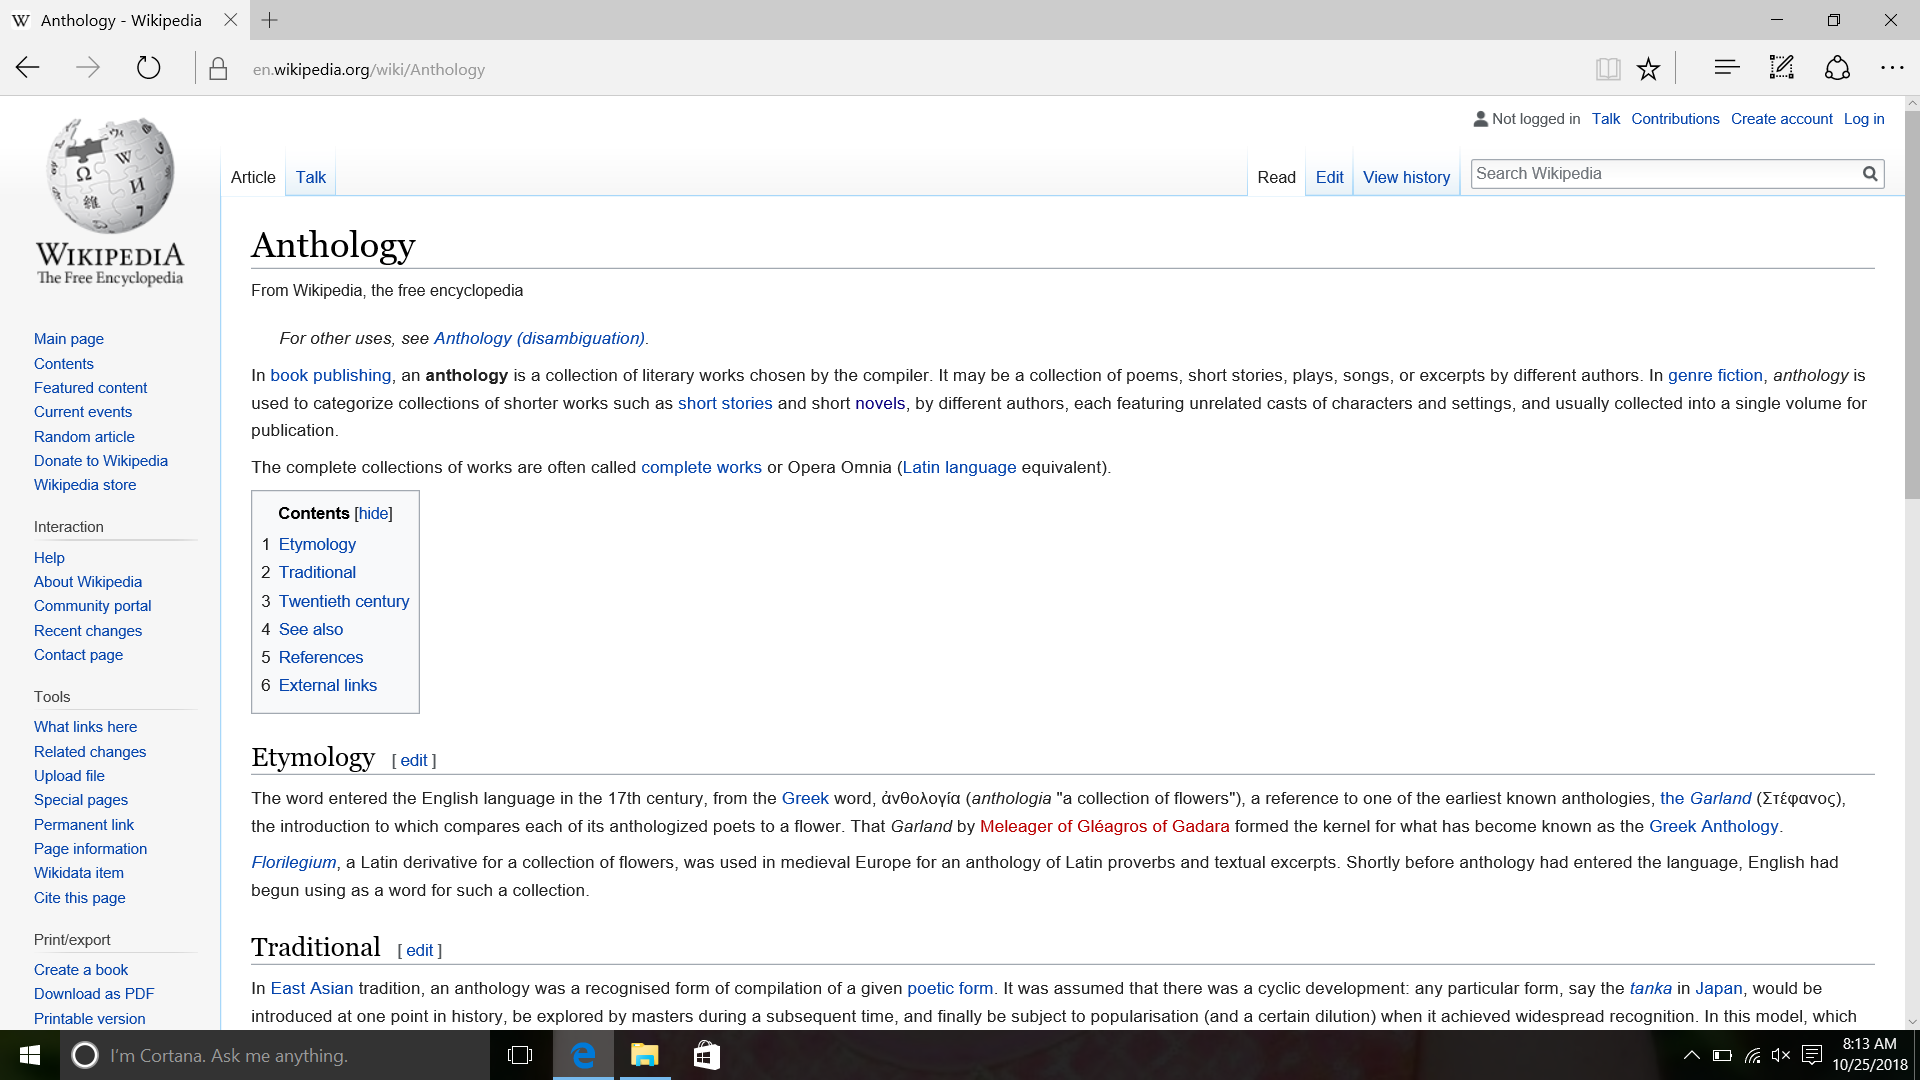 Anthology - Wikipedia
en.wikipedia.org/wiki/Anthology
Not logged in Talk Contributions Create account Log in
Article Talk Read Edit View history Search Wikipedia
WIKIPEDIA
The Free Encyclopedia
Main page
Contents
Featured content
Current events
Random article
Donate to Wikipedia
Wikipedia store
Interaction
Help
About Wikipedia
Community portal
Recent changes
Contact page
Tools
What links here
Related changes
Upload file
Special pages
Permanent link
Page information
Wikidata item
Cite this page
Print/export
Create a book
Download as PDF
Printable version
Anthology
From Wikipedia, the free encyclopedia
For other uses, see Anthology (disambiguation).
In book publishing, an anthology is a collection of literary works chosen by the compiler. It may be a collection of poems, short stories, plays, songs, or excerpts by different authors. In genre fiction, anthology is
used to categorize collections of shorter works such as short stories and short novels, by different authors, each featuring unrelated casts of characters and settings, and usually collected into a single volume for
publication.
The complete collections of works are often called complete works or Opera Omnia (Latin language equivalent).
Contents [hide]
1 Etymology
2 Traditional
3 Twentieth century
4 See also
5 References
6 External links
Etymology [ edit ]
The word entered the English language in the 17th century, from the Greek word, ἀνθολογία (anthologia "a collection of flowers"), a reference to one of the earliest known anthologies, the Garland (Στέφανος),
the introduction to which compares each of its anthologized poets to a flower. That Garland by Meleager of Gléagros of Gadara formed the kernel for what has become known as the Greek Anthology.
Florilegium, a Latin derivative for a collection of flowers, was used in medieval Europe for an anthology of Latin proverbs and textual excerpts. Shortly before anthology had entered the language, English had
begun using as a word for such a collection.
Traditional [ edit ]
In East Asian tradition, an anthology was a recognised form of compilation of a given poetic form. It was assumed that there was a cyclic development: any particular form, say the tanka in Japan, would be
introduced at one point in history, be explored by masters during a subsequent time, and finally be subject to popularisation (and a certain dilution) when it achieved widespread recognition. In this model, which
I'm Cortana. Ask me anything.
8:13 AM
10/25/2018